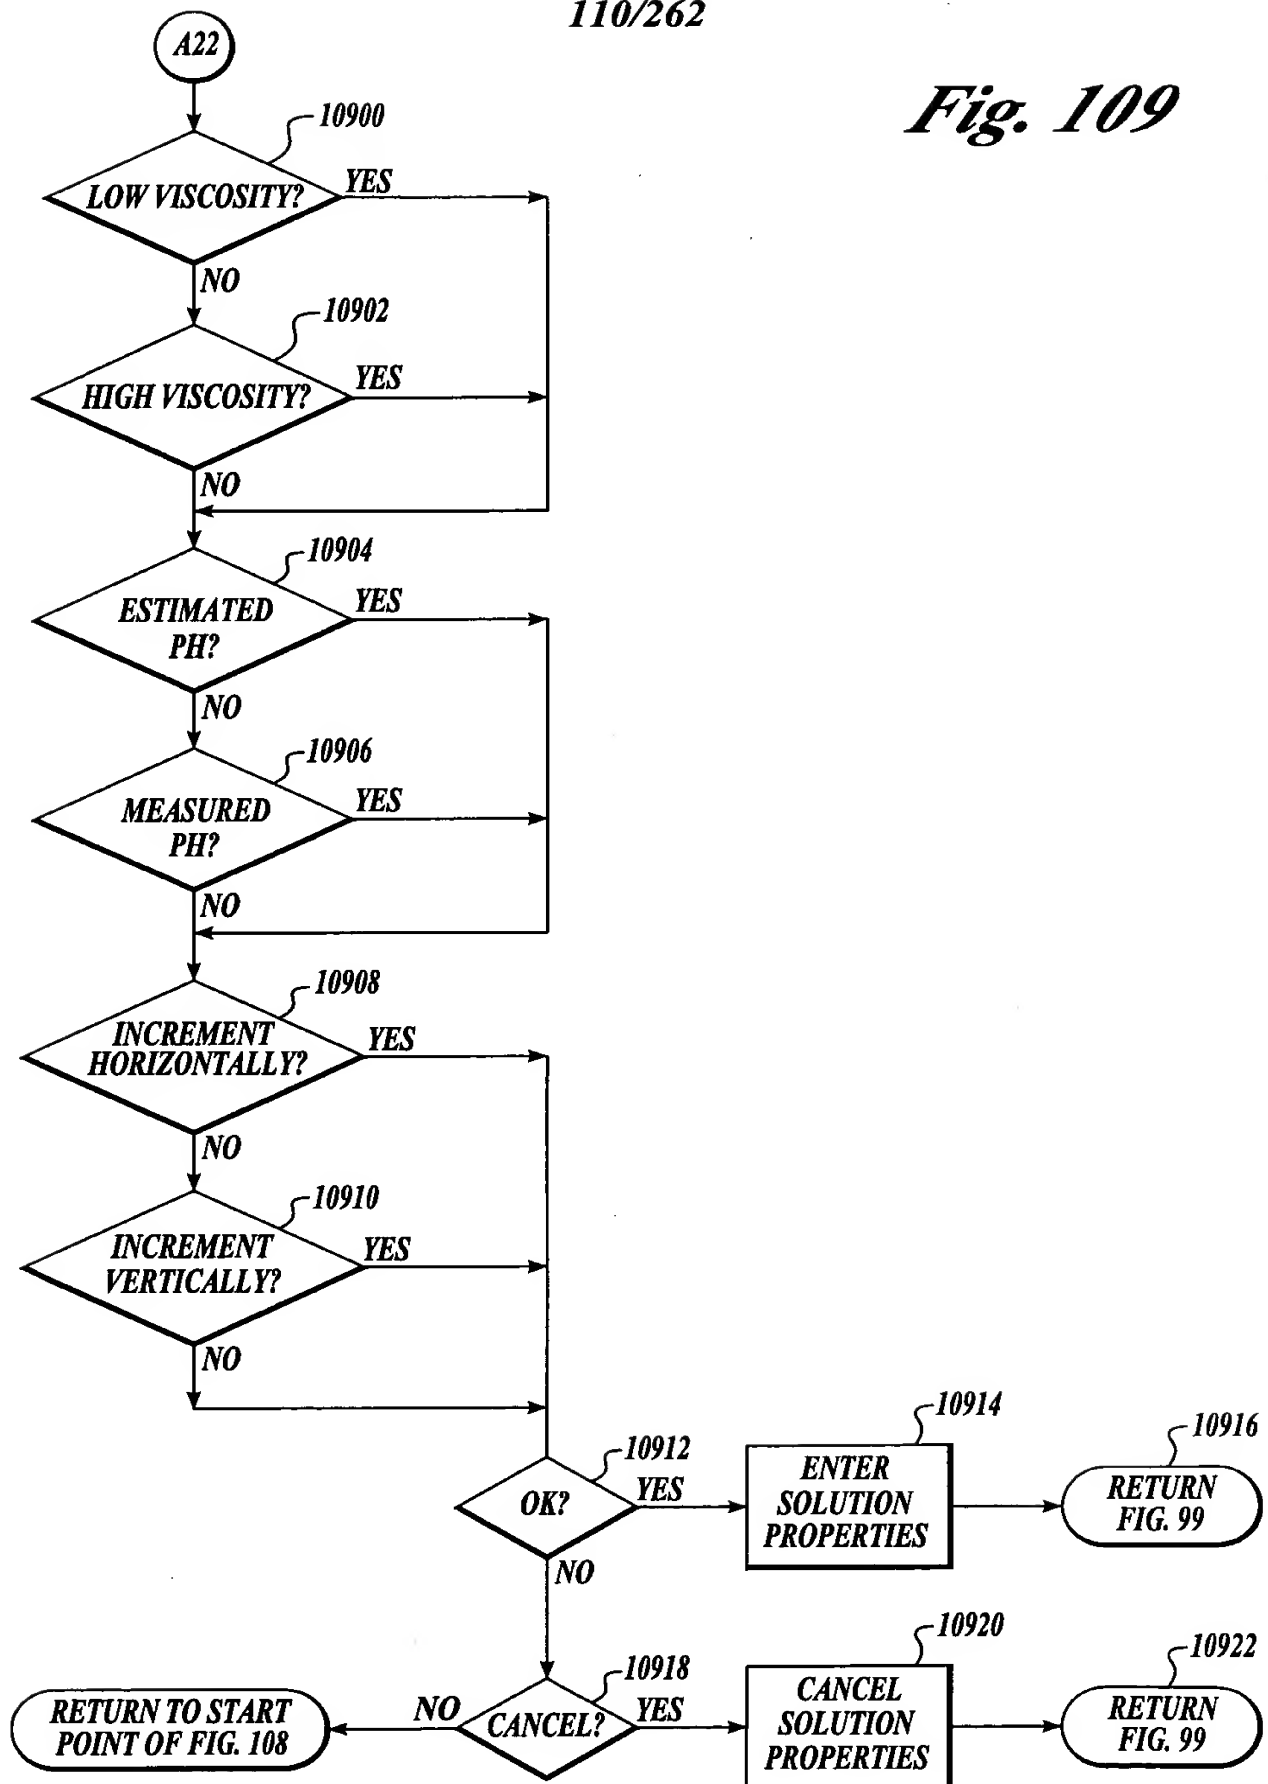 110/262
Fig. 109
A22
10900
LOW VISCOSITY?
YES
NO
10902
HIGH VISCOSITY?
YES
NO
10904
ESTIMATED
PH?
YES
NO
10906
MEASURED
PH?
YES
NO
10908
INCREMENT
HORIZONTALLY?
YES
NO
10910
INCREMENT
VERTICALLY?
YES
NO
10912
OK?
YES
NO
10914
ENTER
SOLUTION
PROPERTIES
10916
RETURN
FIG. 99
10918
CANCEL?
YES
NO
10920
CANCEL
SOLUTION
PROPERTIES
10922
RETURN
FIG. 99
RETURN TO START
POINT OF FIG. 108